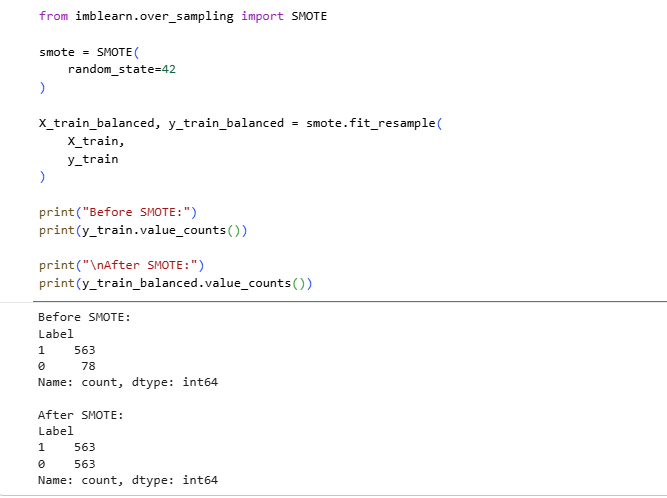 from imblearn.over_sampling import SMOTE
smote = SMOTE(
    random_state=42
)
X_train_balanced, y_train_balanced = smote.fit_resample(
    X_train,
    y_train
)
print("Before SMOTE:")
print(y_train.value_counts())
print("\nAfter SMOTE:")
print(y_train_balanced.value_counts())
Before SMOTE:
Label
1    563
0     78
Name: count, dtype: int64
After SMOTE:
Label
1    563
0    563
Name: count, dtype: int64